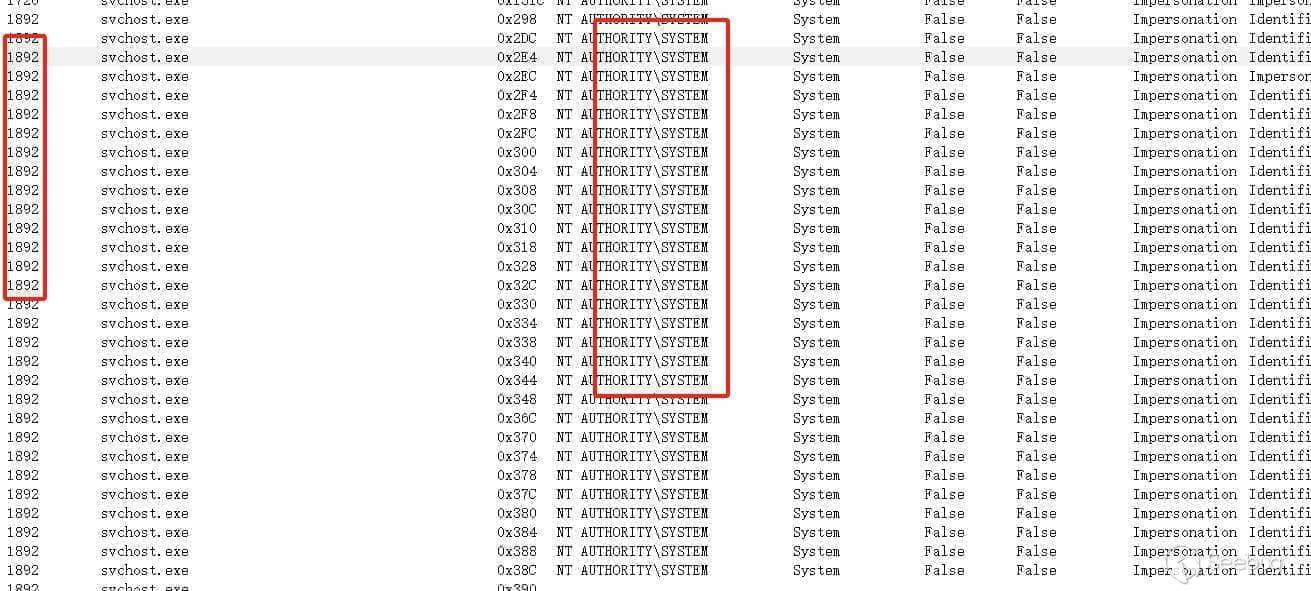 1720 svchost.exe System False False
1892 svchost.exe 0x298 NT AUTHORITY\SYSTEM System False False Impersonation Identifi
1892 svchost.exe 0x2DC NT AUTHORITY\SYSTEM System False False Impersonation Identifi
1892 svchost.exe 0x2E4 NT AUTHORITY\SYSTEM System False False Impersonation Identifi
1892 svchost.exe 0x2EC NT AUTHORITY\SYSTEM System False False Impersonation Imperson
1892 svchost.exe 0x2F4 NT AUTHORITY\SYSTEM System False False Impersonation Identifi
1892 svchost.exe 0x2F8 NT AUTHORITY\SYSTEM System False False Impersonation Identifi
1892 svchost.exe 0x2FC NT AUTHORITY\SYSTEM System False False Impersonation Identifi
1892 svchost.exe 0x300 NT AUTHORITY\SYSTEM System False False Impersonation Identifi
1892 svchost.exe 0x304 NT AUTHORITY\SYSTEM System False False Impersonation Identifi
1892 svchost.exe 0x308 NT AUTHORITY\SYSTEM System False False Impersonation Identifi
1892 svchost.exe 0x30C NT AUTHORITY\SYSTEM System False False Impersonation Identifi
1892 svchost.exe 0x310 NT AUTHORITY\SYSTEM System False False Impersonation Identifi
1892 svchost.exe 0x318 NT AUTHORITY\SYSTEM System False False Impersonation Identifi
1892 svchost.exe 0x328 NT AUTHORITY\SYSTEM System False False Impersonation Identifi
1892 svchost.exe 0x32C NT AUTHORITY\SYSTEM System False False Impersonation Identifi
1892 svchost.exe 0x330 NT AUTHORITY\SYSTEM System False False Impersonation Identifi
1892 svchost.exe 0x334 NT AUTHORITY\SYSTEM System False False Impersonation Identifi
1892 svchost.exe 0x338 NT AUTHORITY\SYSTEM System False False Impersonation Identifi
1892 svchost.exe 0x340 NT AUTHORITY\SYSTEM System False False Impersonation Identifi
1892 svchost.exe 0x344 NT AUTHORITY\SYSTEM System False False Impersonation Identifi
1892 svchost.exe 0x348 NT AUTHORITY\SYSTEM System False False Impersonation Identifi
1892 svchost.exe 0x36C NT AUTHORITY\SYSTEM System False False Impersonation Identifi
1892 svchost.exe 0x370 NT AUTHORITY\SYSTEM System False False Impersonation Identifi
1892 svchost.exe 0x374 NT AUTHORITY\SYSTEM System False False Impersonation Identifi
1892 svchost.exe 0x378 NT AUTHORITY\SYSTEM System False False Impersonation Identifi
1892 svchost.exe 0x37C NT AUTHORITY\SYSTEM System False False Impersonation Identifi
1892 svchost.exe 0x380 NT AUTHORITY\SYSTEM System False False Impersonation Identifi
1892 svchost.exe 0x384 NT AUTHORITY\SYSTEM System False False Impersonation Identifi
1892 svchost.exe 0x388 NT AUTHORITY\SYSTEM System False False Impersonation Identifi
1892 svchost.exe 0x38C NT AUTHORITY\SYSTEM System False False Impersonation Identifi
1892 svchost.exe 0x390
Seebug